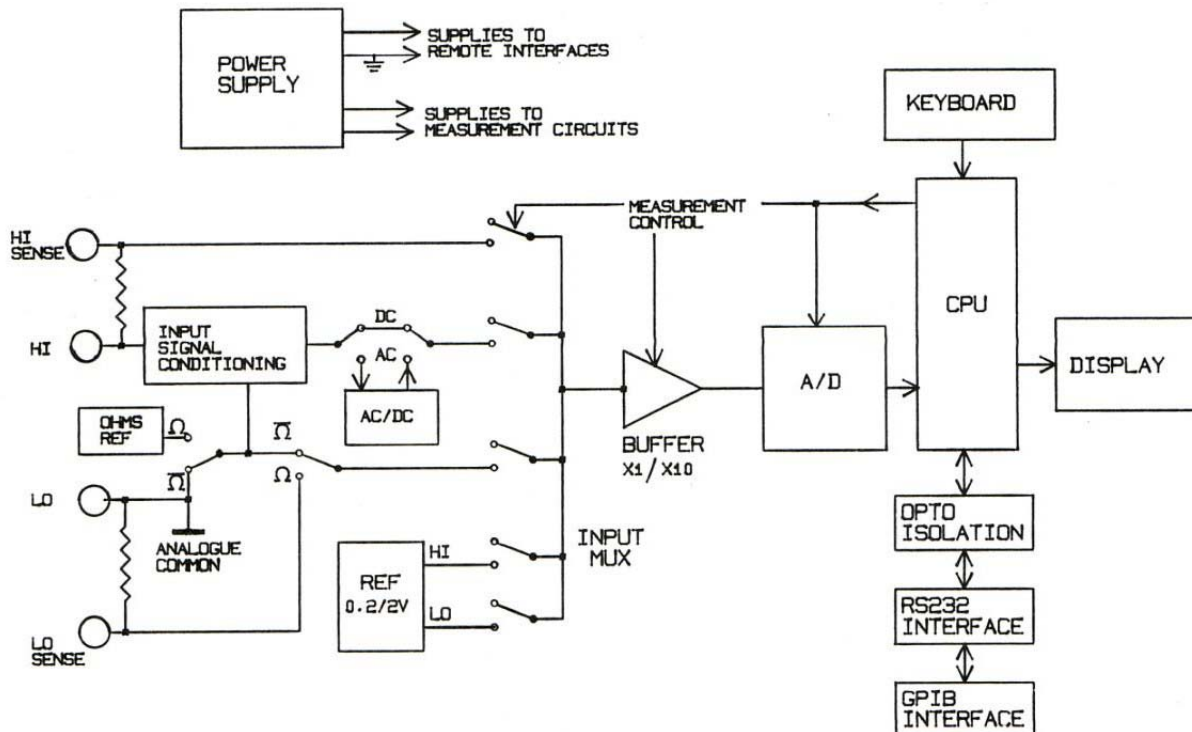 POWER
SUPPLY
SUPPLIES TO
REMOTE INTERFACES
SUPPLIES TO
MEASUREMENT CIRCUITS
KEYBOARD
MEASUREMENT
CONTROL
HI
SENSE
CPU
HI
INPUT
SIGNAL
CONDITIONING
DC
AC
AC/DC
A/D
DISPLAY
OHMS
REF
Ω
Ω̅
Ω̅
Ω
BUFFER
X1/X10
LO
ANALOGUE
COMMON
INPUT
MUX
OPTO
ISOLATION
REF
0.2/2V
HI
LO
RS232
INTERFACE
LO
SENSE
GPIB
INTERFACE